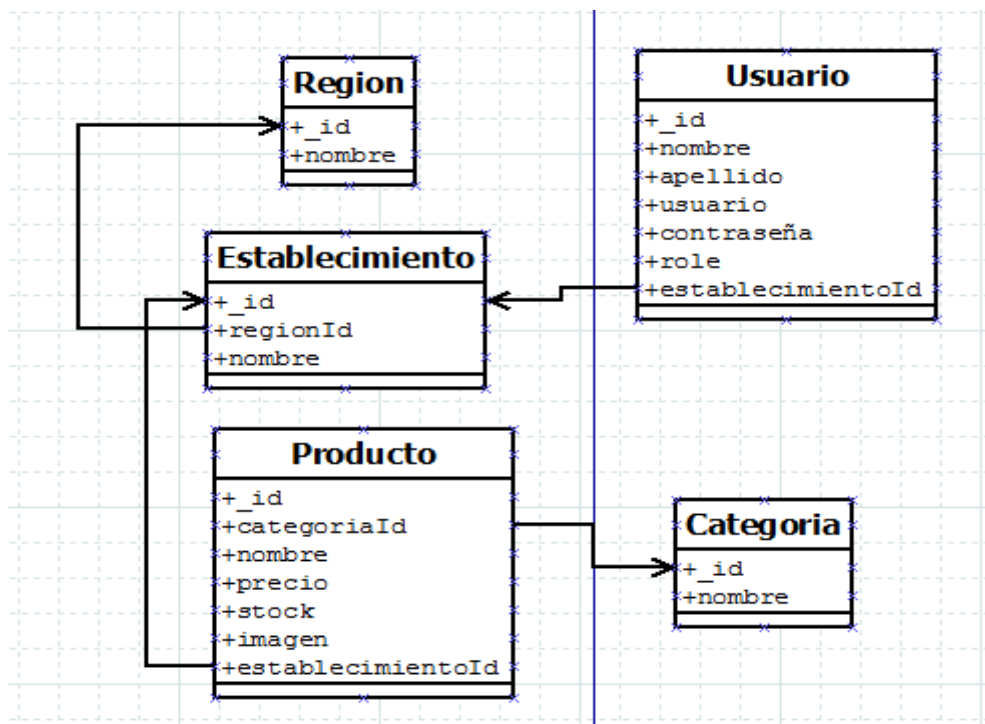 Region
+_id
+nombre
Usuario
+_id
+nombre
+apellido
+usuario
+contraseña
+role
+establecimientoId
Establecimiento
+_id
+regionId
+nombre
Producto
+_id
+categoriaId
+nombre
+precio
+stock
+imagen
+establecimientoId
Categoria
+_id
+nombre